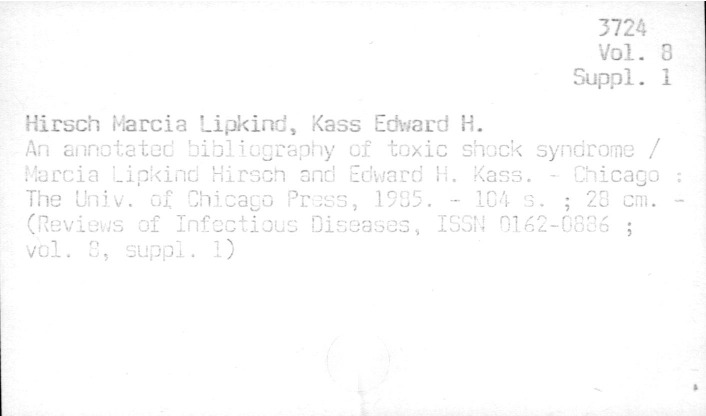 3724
Vol. 8
Suppl. 1
Hirsch Marcia Lipkind, Kass Edward H.
An annotated bibliography of toxic shock syndrome /
Marcia Lipkind Hirsch and Edward H. Kass. - Chicago :
The Univ. of Chicago Press, 1985. - 104 s. ; 28 cm. -
(Reviews of Infectious Diseases, ISSN 0162-0886 ;
vol. 8, suppl. 1)